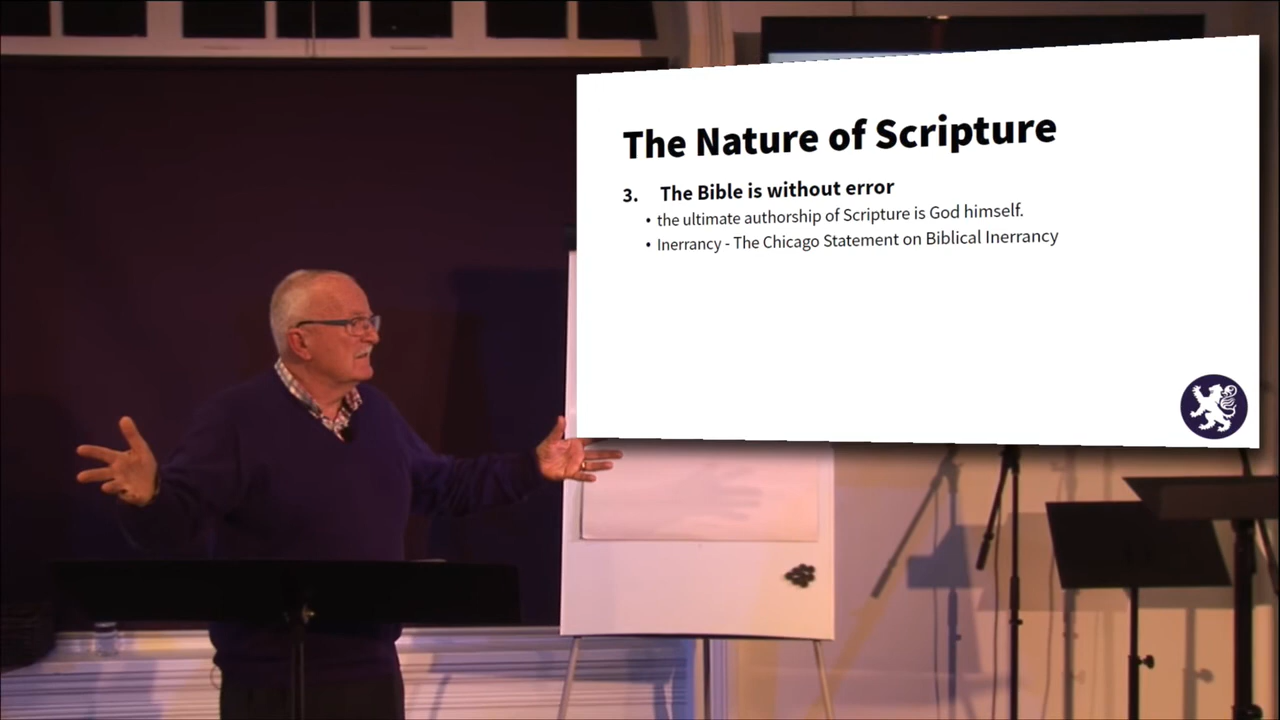 The Nature of Scripture
3. The Bible is without error
• the ultimate authorship of Scripture is God himself.
• Inerrancy - The Chicago Statement on Biblical Inerrancy